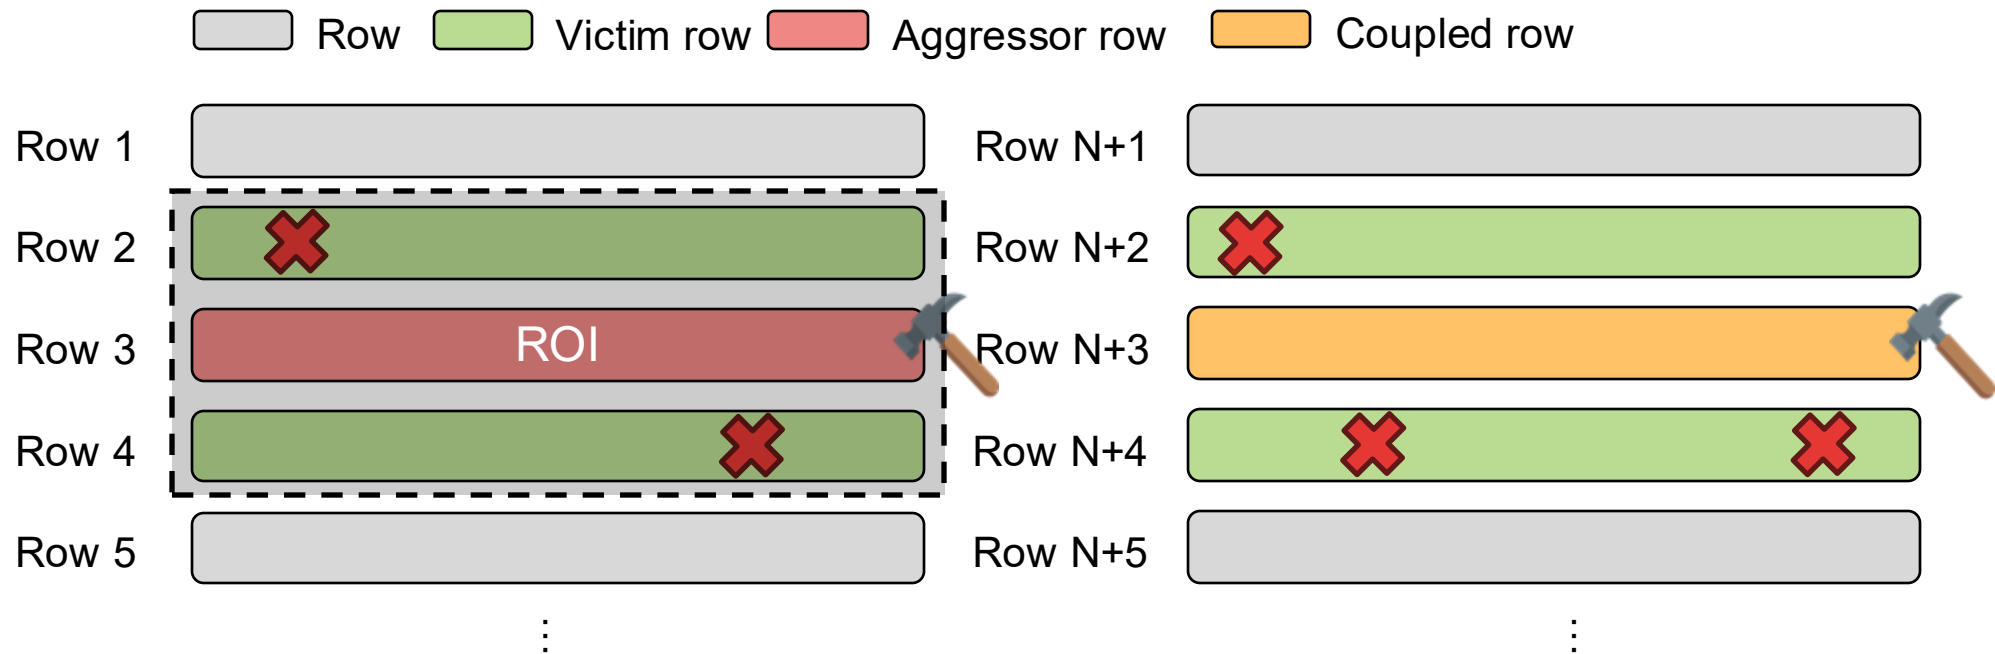 Row Victim row Aggressor row Coupled row
Row 1 Row N+1
Row 2 Row N+2
Row 3 ROI Row N+3
Row 4 Row N+4
Row 5 Row N+5